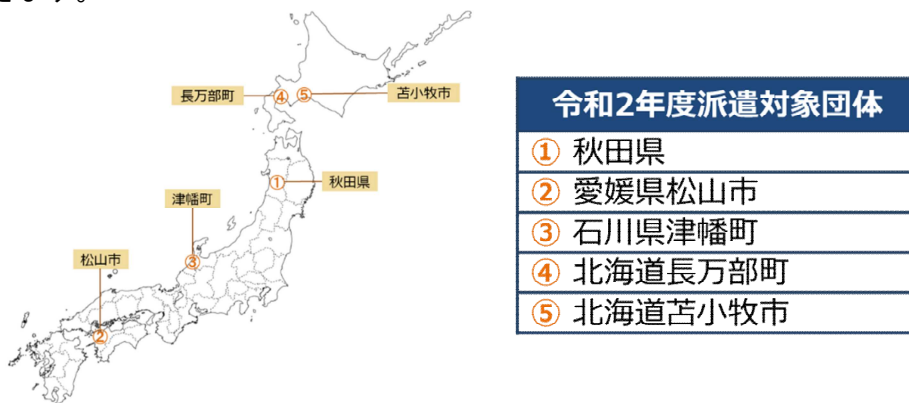 長万部町
④
⑤
苫小牧市
①
秋田県
津幡町
③
松山市
②
令和2年度派遣対象団体
① 秋田県
② 愛媛県松山市
③ 石川県津幡町
④ 北海道長万部町
⑤ 北海道苫小牧市